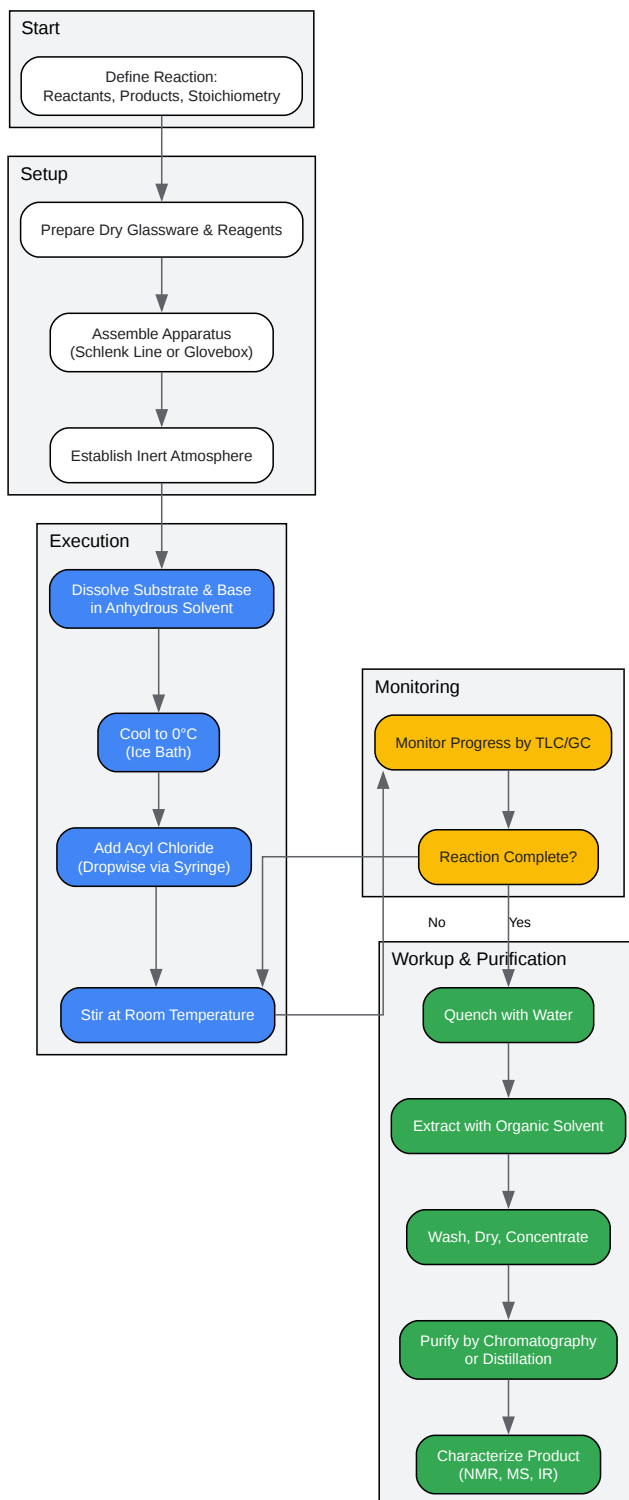 Start
Define Reaction:
Reactants, Products, Stoichiometry
Setup
Prepare Dry Glassware & Reagents
Assemble Apparatus
(Schlenk Line or Glovebox)
Establish Inert Atmosphere
Execution
Dissolve Substrate & Base
in Anhydrous Solvent
Cool to 0°C
(Ice Bath)
Add Acyl Chloride
(Dropwise via Syringe)
Stir at Room Temperature
Monitoring
Monitor Progress by TLC/GC
Reaction Complete?
No
Yes
Workup & Purification
Quench with Water
Extract with Organic Solvent
Wash, Dry, Concentrate
Purify by Chromatography
or Distillation
Characterize Product
(NMR, MS, IR)